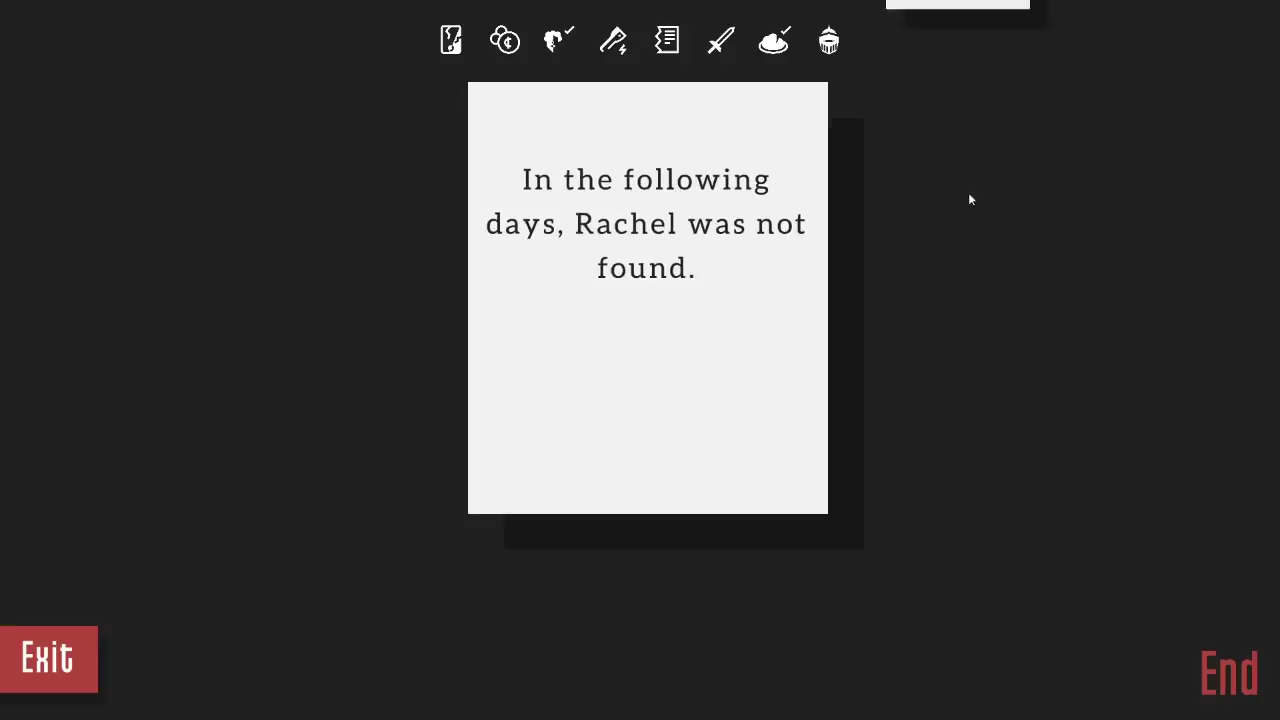 In the following
days, Rachel was not
found.
Exit
End